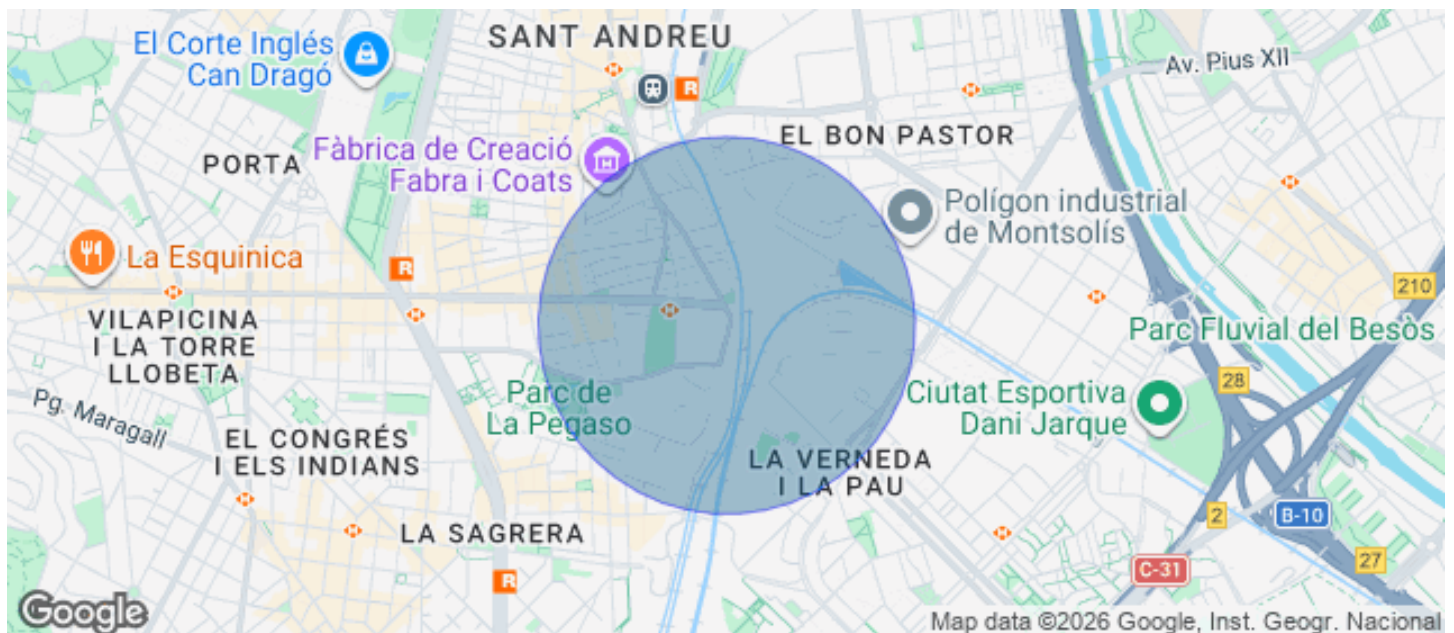 El Corte Inglés
Can Dragó
SANT ANDREU
R
Av. Pius XII
PORTA
Fàbrica de Creació
Fabra i Coats
EL BON PASTOR
Polígon industrial
de Montsolís
La Esquinica
R
210
VILAPICINA
I LA TORRE
LLOBETA
Parc Fluvial del Besòs
28
Parc de
La Pegaso
Ciutat Esportiva
Dani Jarque
Pg. Maragall
EL CONGRÉS
I ELS INDIANS
LA VERNEDA
I LA PAU
2
B-10
LA SAGRERA
27
C-31
R
Google
Map data ©2026 Google, Inst. Geogr. Nacional